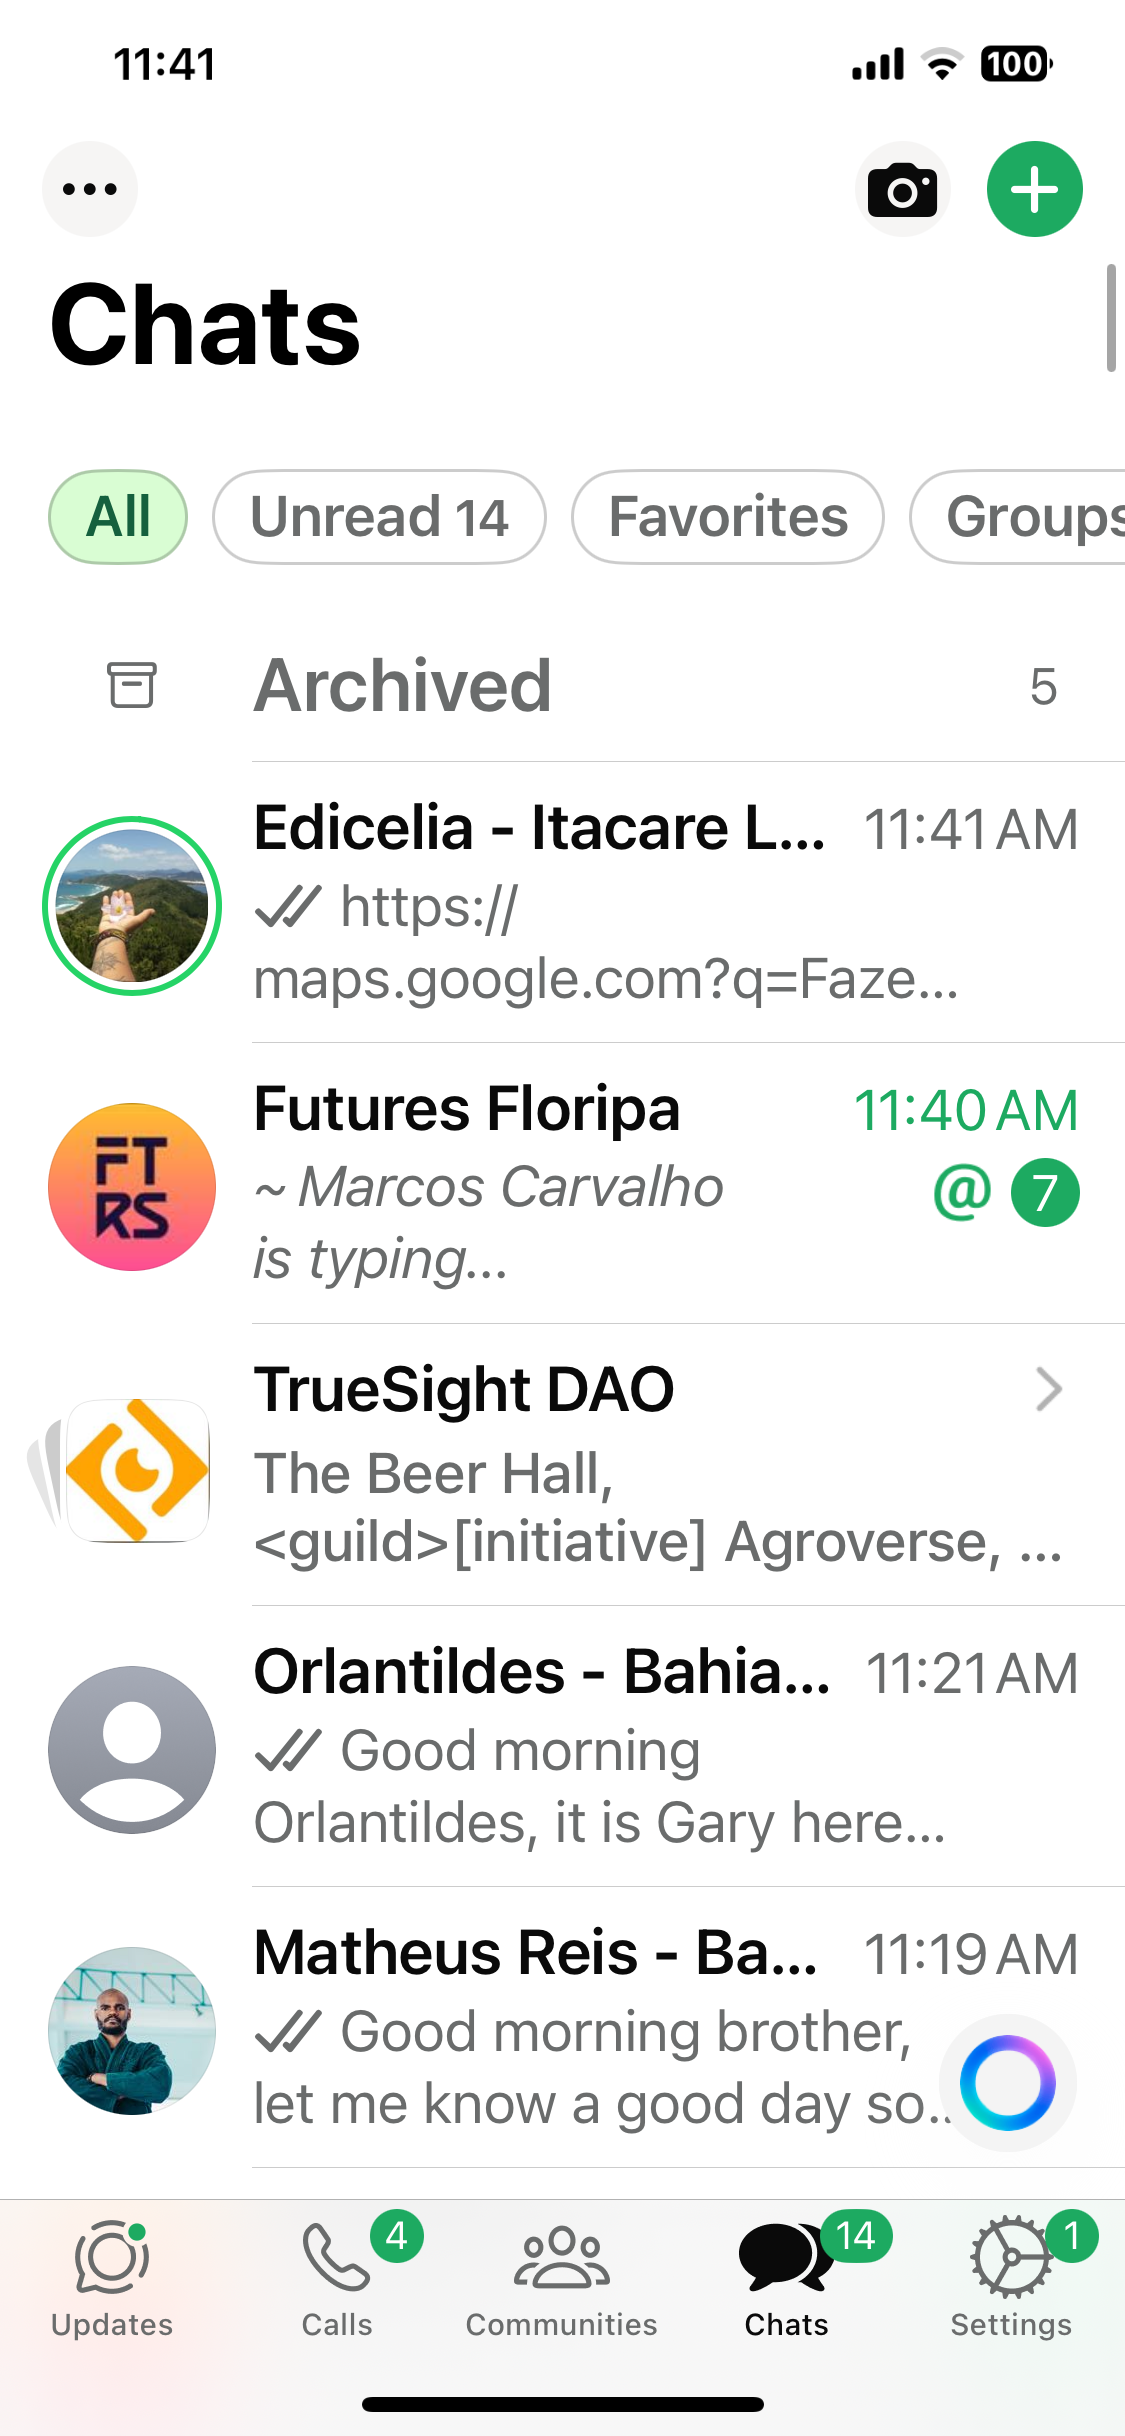 11:41
100
Chats
All
Unread 14
Favorites
Groups
Archived
5
Edicelia - Itacare L...
11:41 AM
https://
maps.google.com?q=Faze...
Futures Floripa
11:40 AM
FT
RS
~ Marcos Carvalho
@ 7
is typing...
TrueSight DAO
The Beer Hall,
<guild>[initiative] Agroverse, ...
Orlantildes - Bahia...
11:21 AM
Good morning
Orlantildes, it is Gary here...
Matheus Reis - Ba...
11:19 AM
Good morning brother,
let me know a good day so...
4
14
1
Updates
Calls
Communities
Chats
Settings